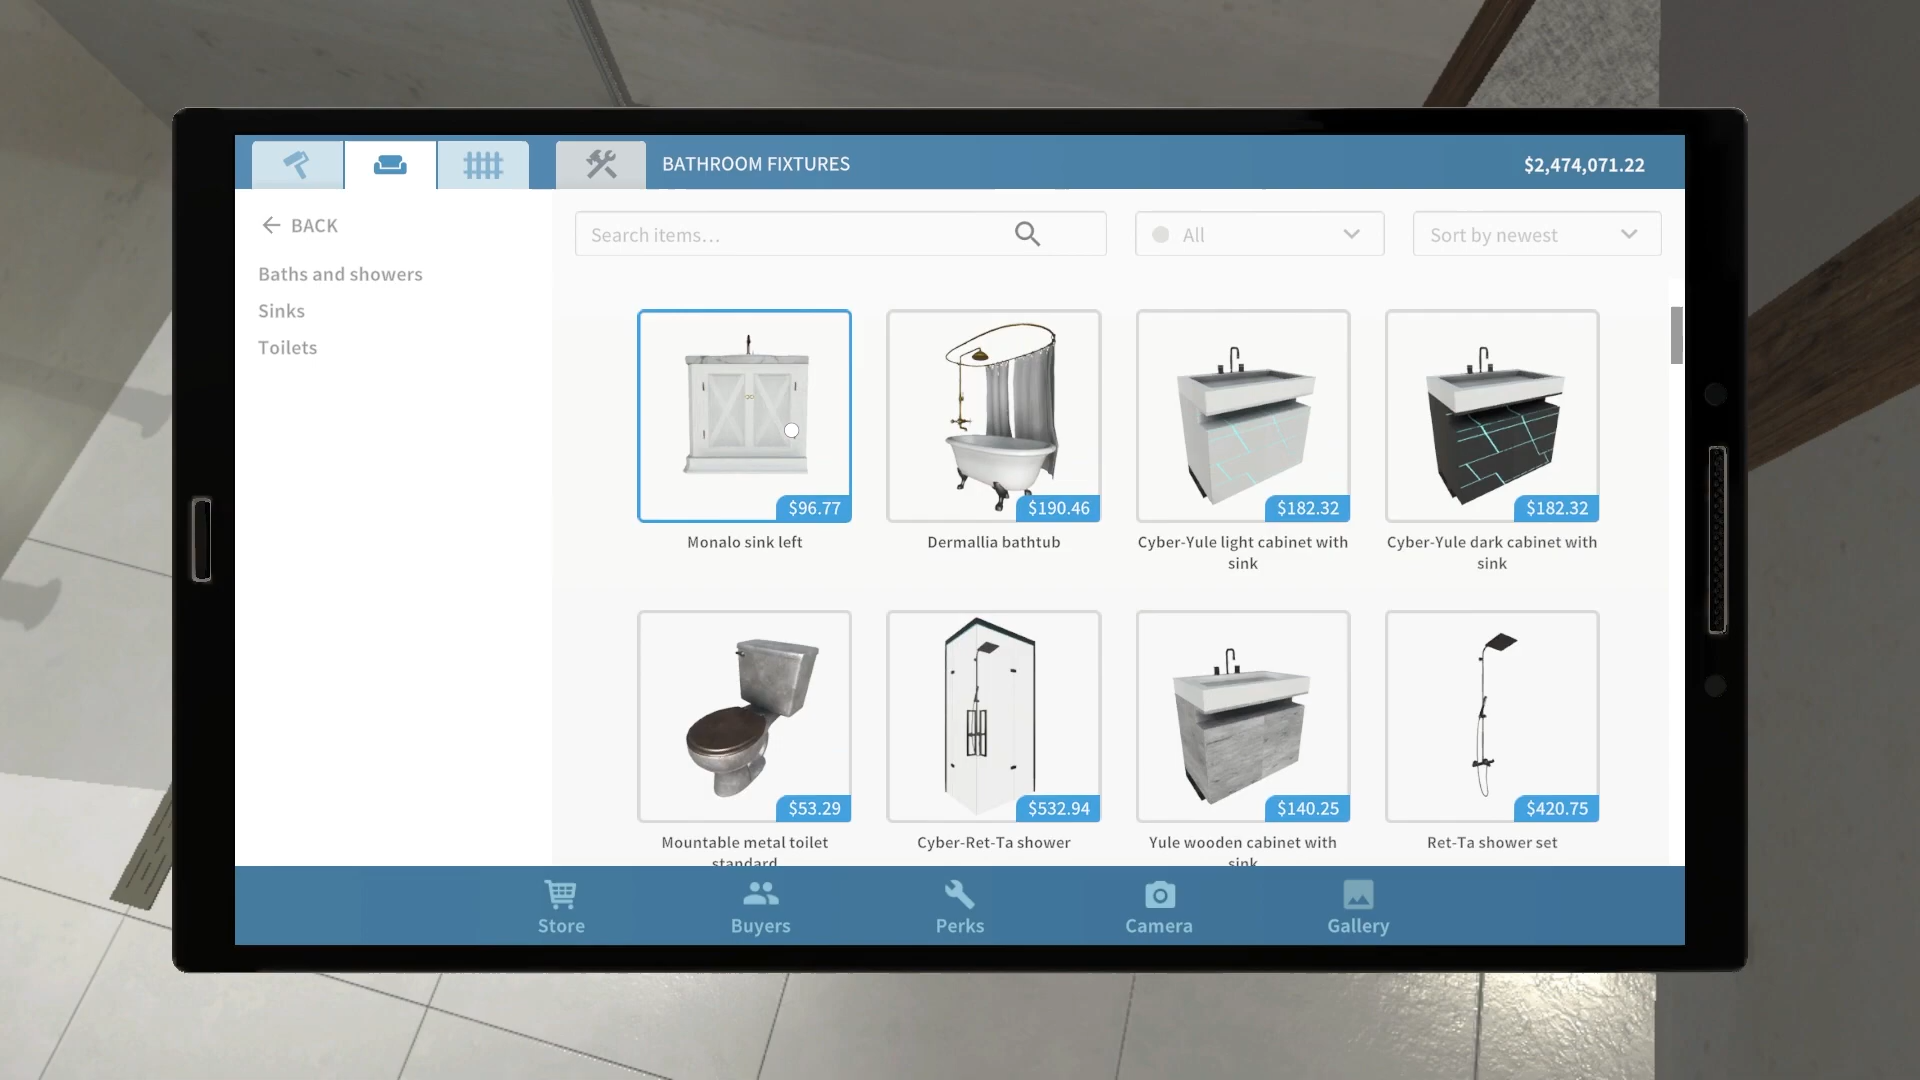 BATHROOM FIXTURES
$2,474,071.22
BACK
Search items...
All
Sort by newest
Baths and showers
Sinks
Toilets
$96.77
$190.46
$182.32
$182.32
Monalo sink left
Dermallia bathtub
Cyber-Yule light cabinet with
sink
Cyber-Yule dark cabinet with
sink
$53.29
$532.94
$140.25
$420.75
Mountable metal toilet
standard
Cyber-Ret-Ta shower
Yule wooden cabinet with
sink
Ret-Ta shower set
Store
Buyers
Perks
Camera
Gallery